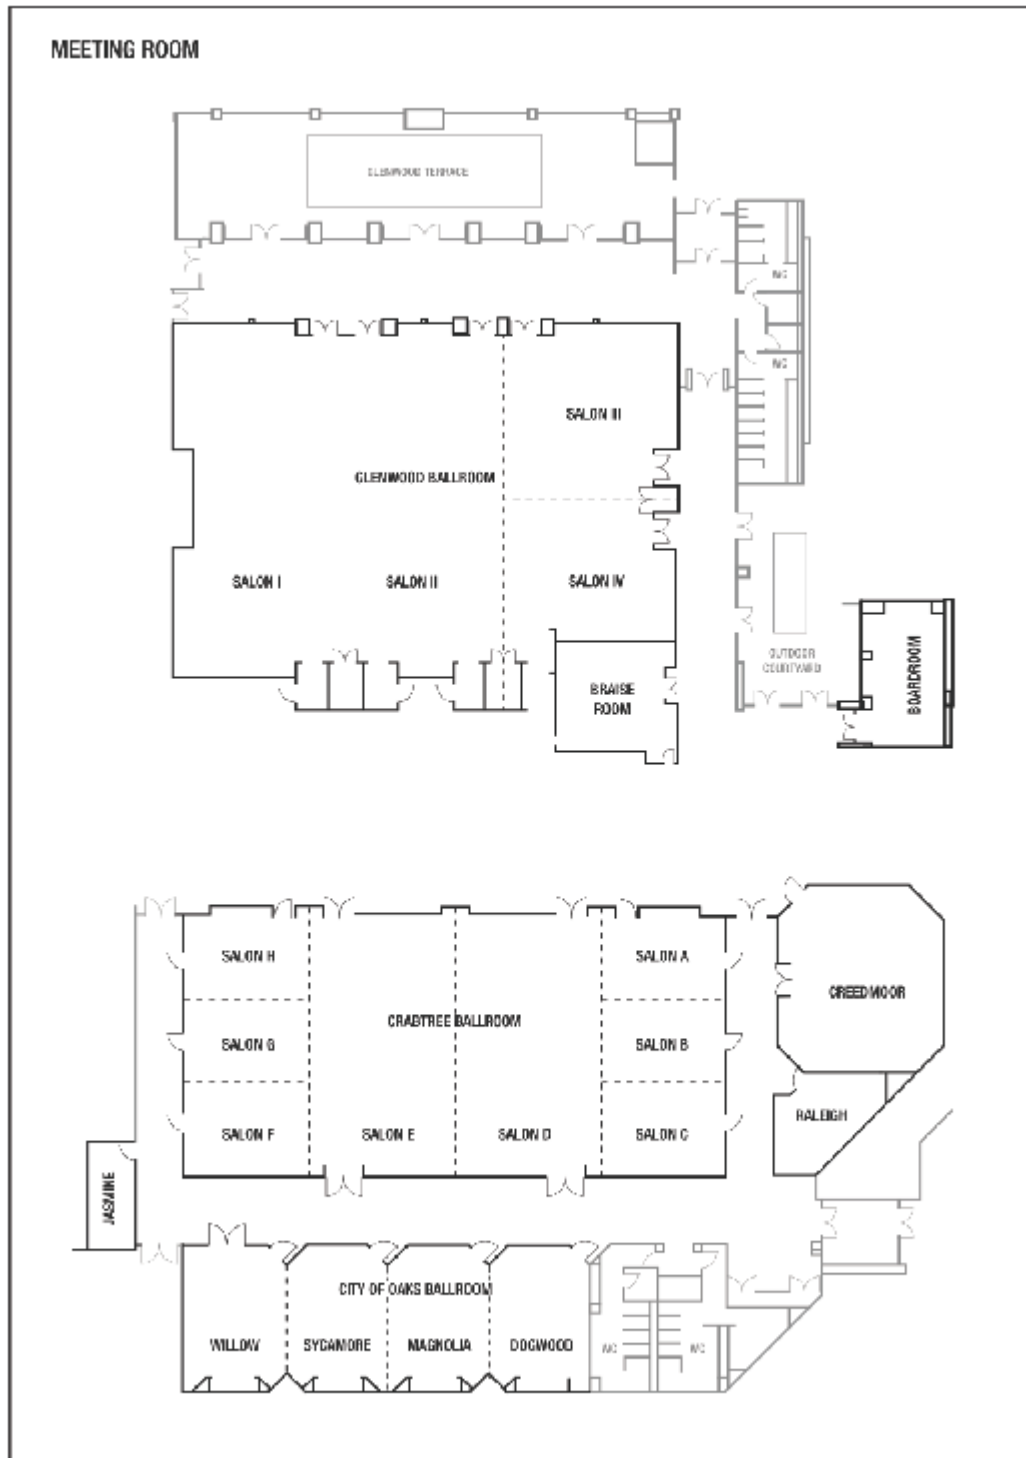 MEETING ROOM
GLENWOOD TERRACE
WC
WC
SALON III
GLENWOOD BALLROOM
SALON I
SALON II
SALON IV
OUTDOOR
COURTYARD
BRAISE
ROOM
BOARDROOM
SALON H
SALON A
CREEDMOOR
CRABTREE BALLROOM
SALON G
SALON B
RALEIGH
SALON F
SALON E
SALON D
SALON C
JASMINE
CITY OF OAKS BALLROOM
WILLOW
SYCAMORE
MAGNOLIA
DOGWOOD
WC
WC